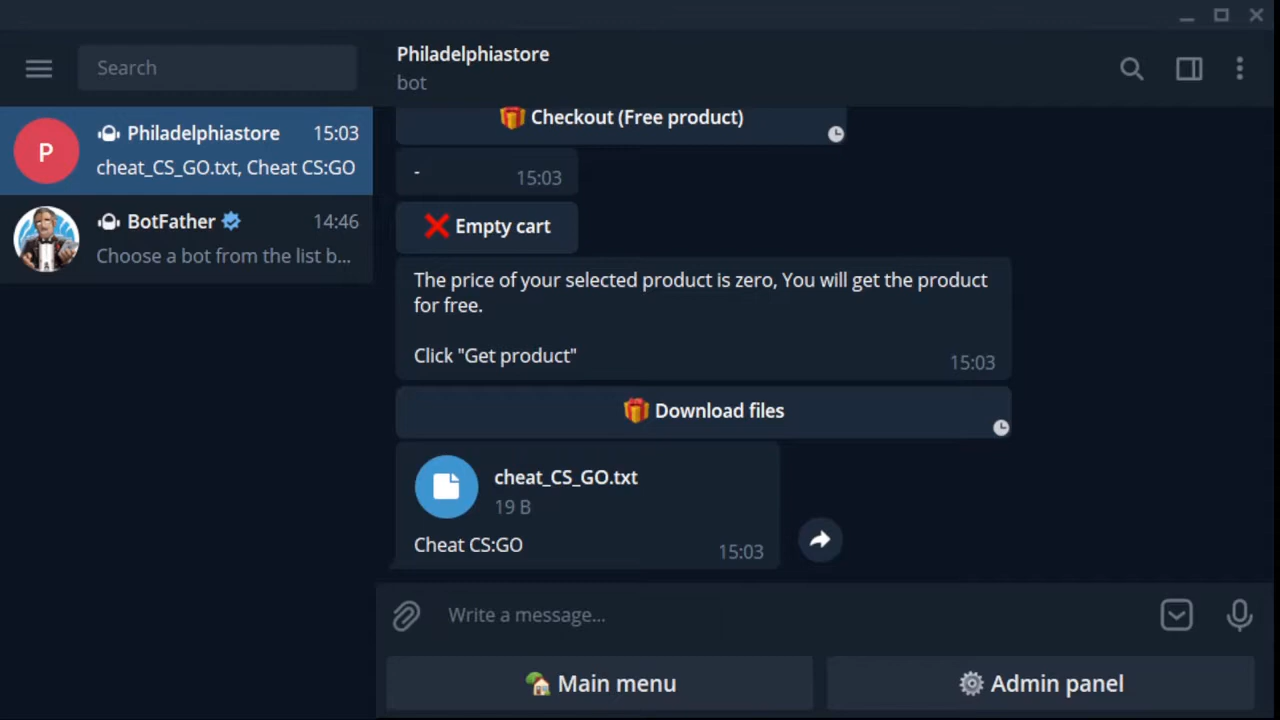 Search
Philadelphiastore
bot
Philadelphiastore 15:03
cheat_CS_GO.txt, Cheat CS:GO
BotFather 14:46
Choose a bot from the list b...
Checkout (Free product)
- 15:03
Empty cart
The price of your selected product is zero, You will get the product
for free.
Click "Get product" 15:03
Download files
cheat_CS_GO.txt
19 B
Cheat CS:GO 15:03
Write a message...
Main menu
Admin panel
P